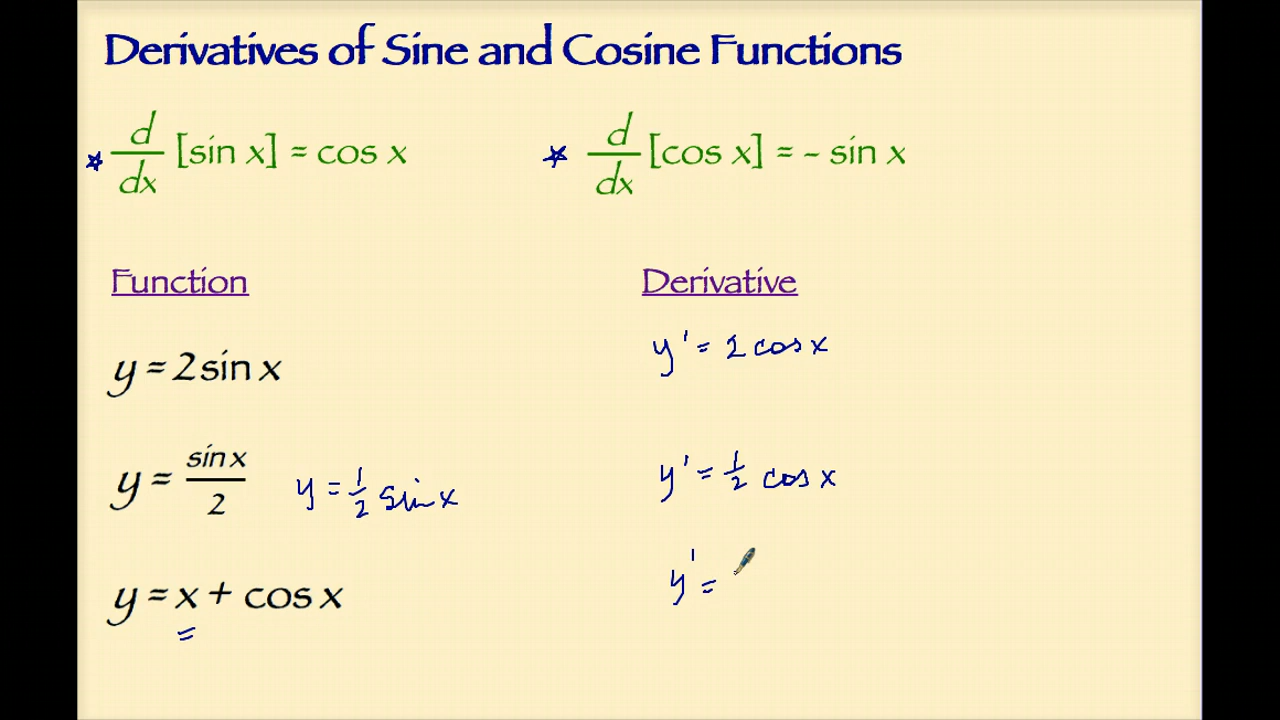 Derivatives of Sine and Cosine Functions
* d/dx [sin x] = cos x
* d/dx [cos x] = - sin x
Function
Derivative
y = 2 sin x
y' = 2 cos x
y = sin x / 2
y = 1/2 sin x
y' = 1/2 cos x
y = x + cos x
y' =